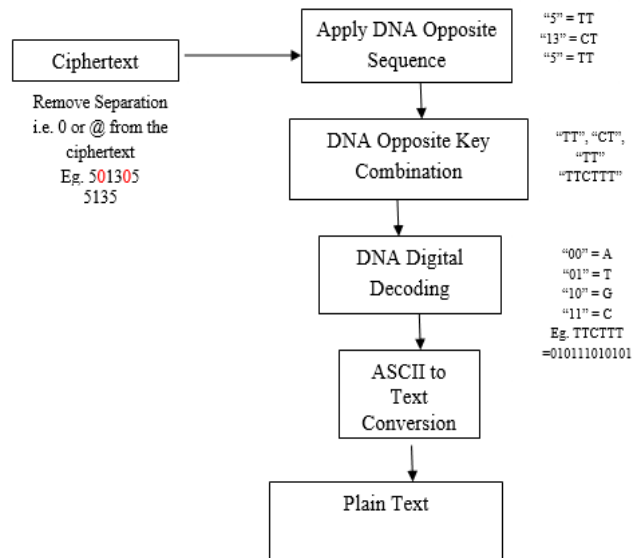 Ciphertext
Remove Separation
i.e. 0 or @ from the
ciphertext
Eg. 501305
5135
Apply DNA Opposite
Sequence
“5” = TT
“13” = CT
“5” = TT
DNA Opposite Key
Combination
“TT”, “CT”,
“TT”
“TTCTTT”
DNA Digital
Decoding
“00” = A
“01” = T
“10” = G
“11” = C
Eg. TTCTTT
=010111010101
ASCII to
Text
Conversion
Plain Text